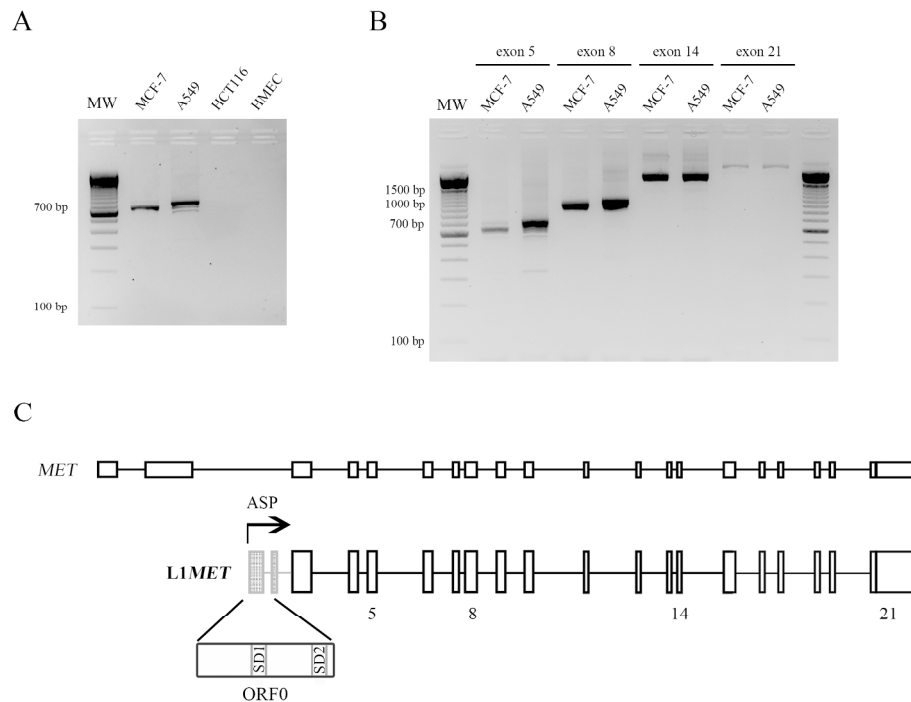 A
MW
MCF-7
A549
HCT116
HMEC
700 bp
100 bp
B
exon 5
exon 8
exon 14
exon 21
MW
MCF-7
A549
MCF-7
A549
MCF-7
A549
MCF-7
A549
1500 bp
1000 bp
700 bp
100 bp
C
MET
ASP
L1MET
5
8
14
21
SD1
SD2
ORF0